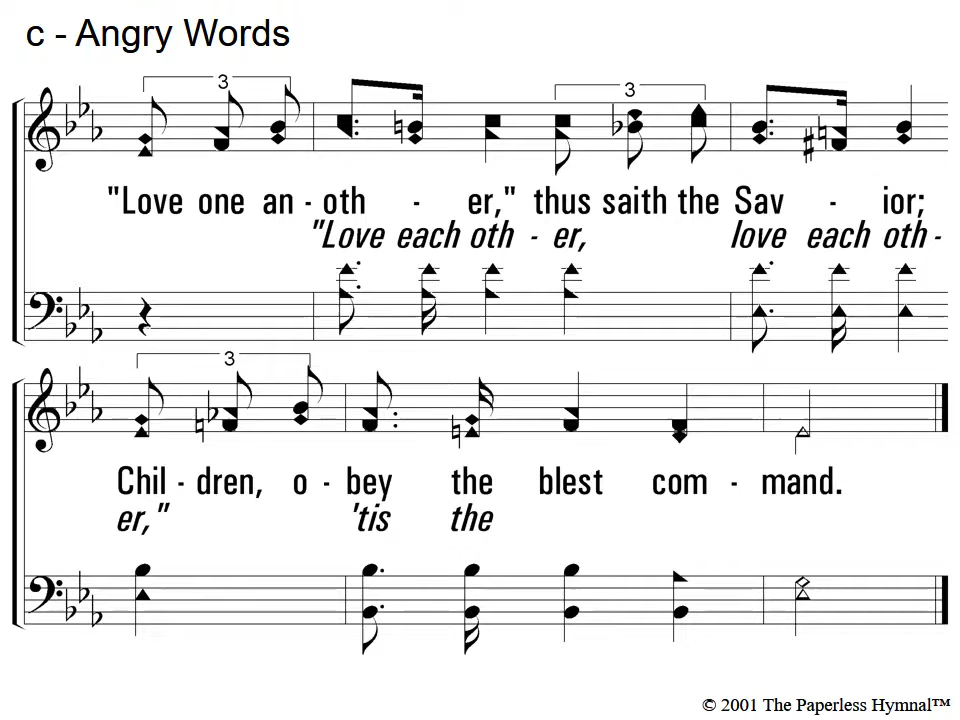 c - Angry Words
3
3
"Love one an - oth - er," thus saith the Sav - ior;
"Love each oth - er, love each oth -
3
Chil - dren, o - bey the blest com - mand.
er," 'tis the
© 2001 The Paperless Hymnal™